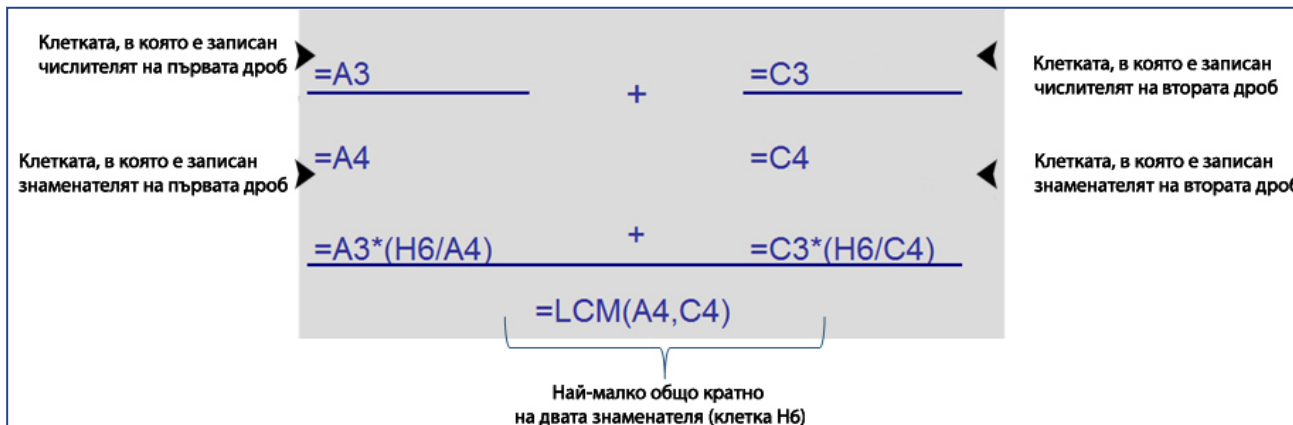 Клетката, в която е записан
числителят на първата дроб
=A3
+
=C3
Клетката, в която е записан
числителят на втората дроб
Клетката, в която е записан
знаменателят на първата дроб
=A4
=C4
Клетката, в която е записан
знаменателят на втората дроб
=A3*(H6/A4)
+
=C3*(H6/C4)
=LCM(A4,C4)
Най-малко общо кратно
на двата знаменателя (клетка H6)